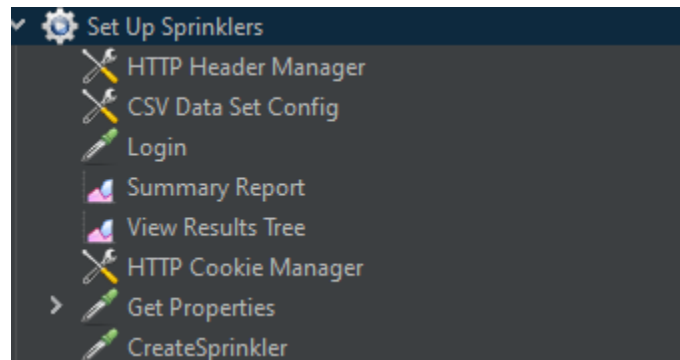 Set Up Sprinklers
HTTP Header Manager
CSV Data Set Config
Login
Summary Report
View Results Tree
HTTP Cookie Manager
Get Properties
CreateSprinkler